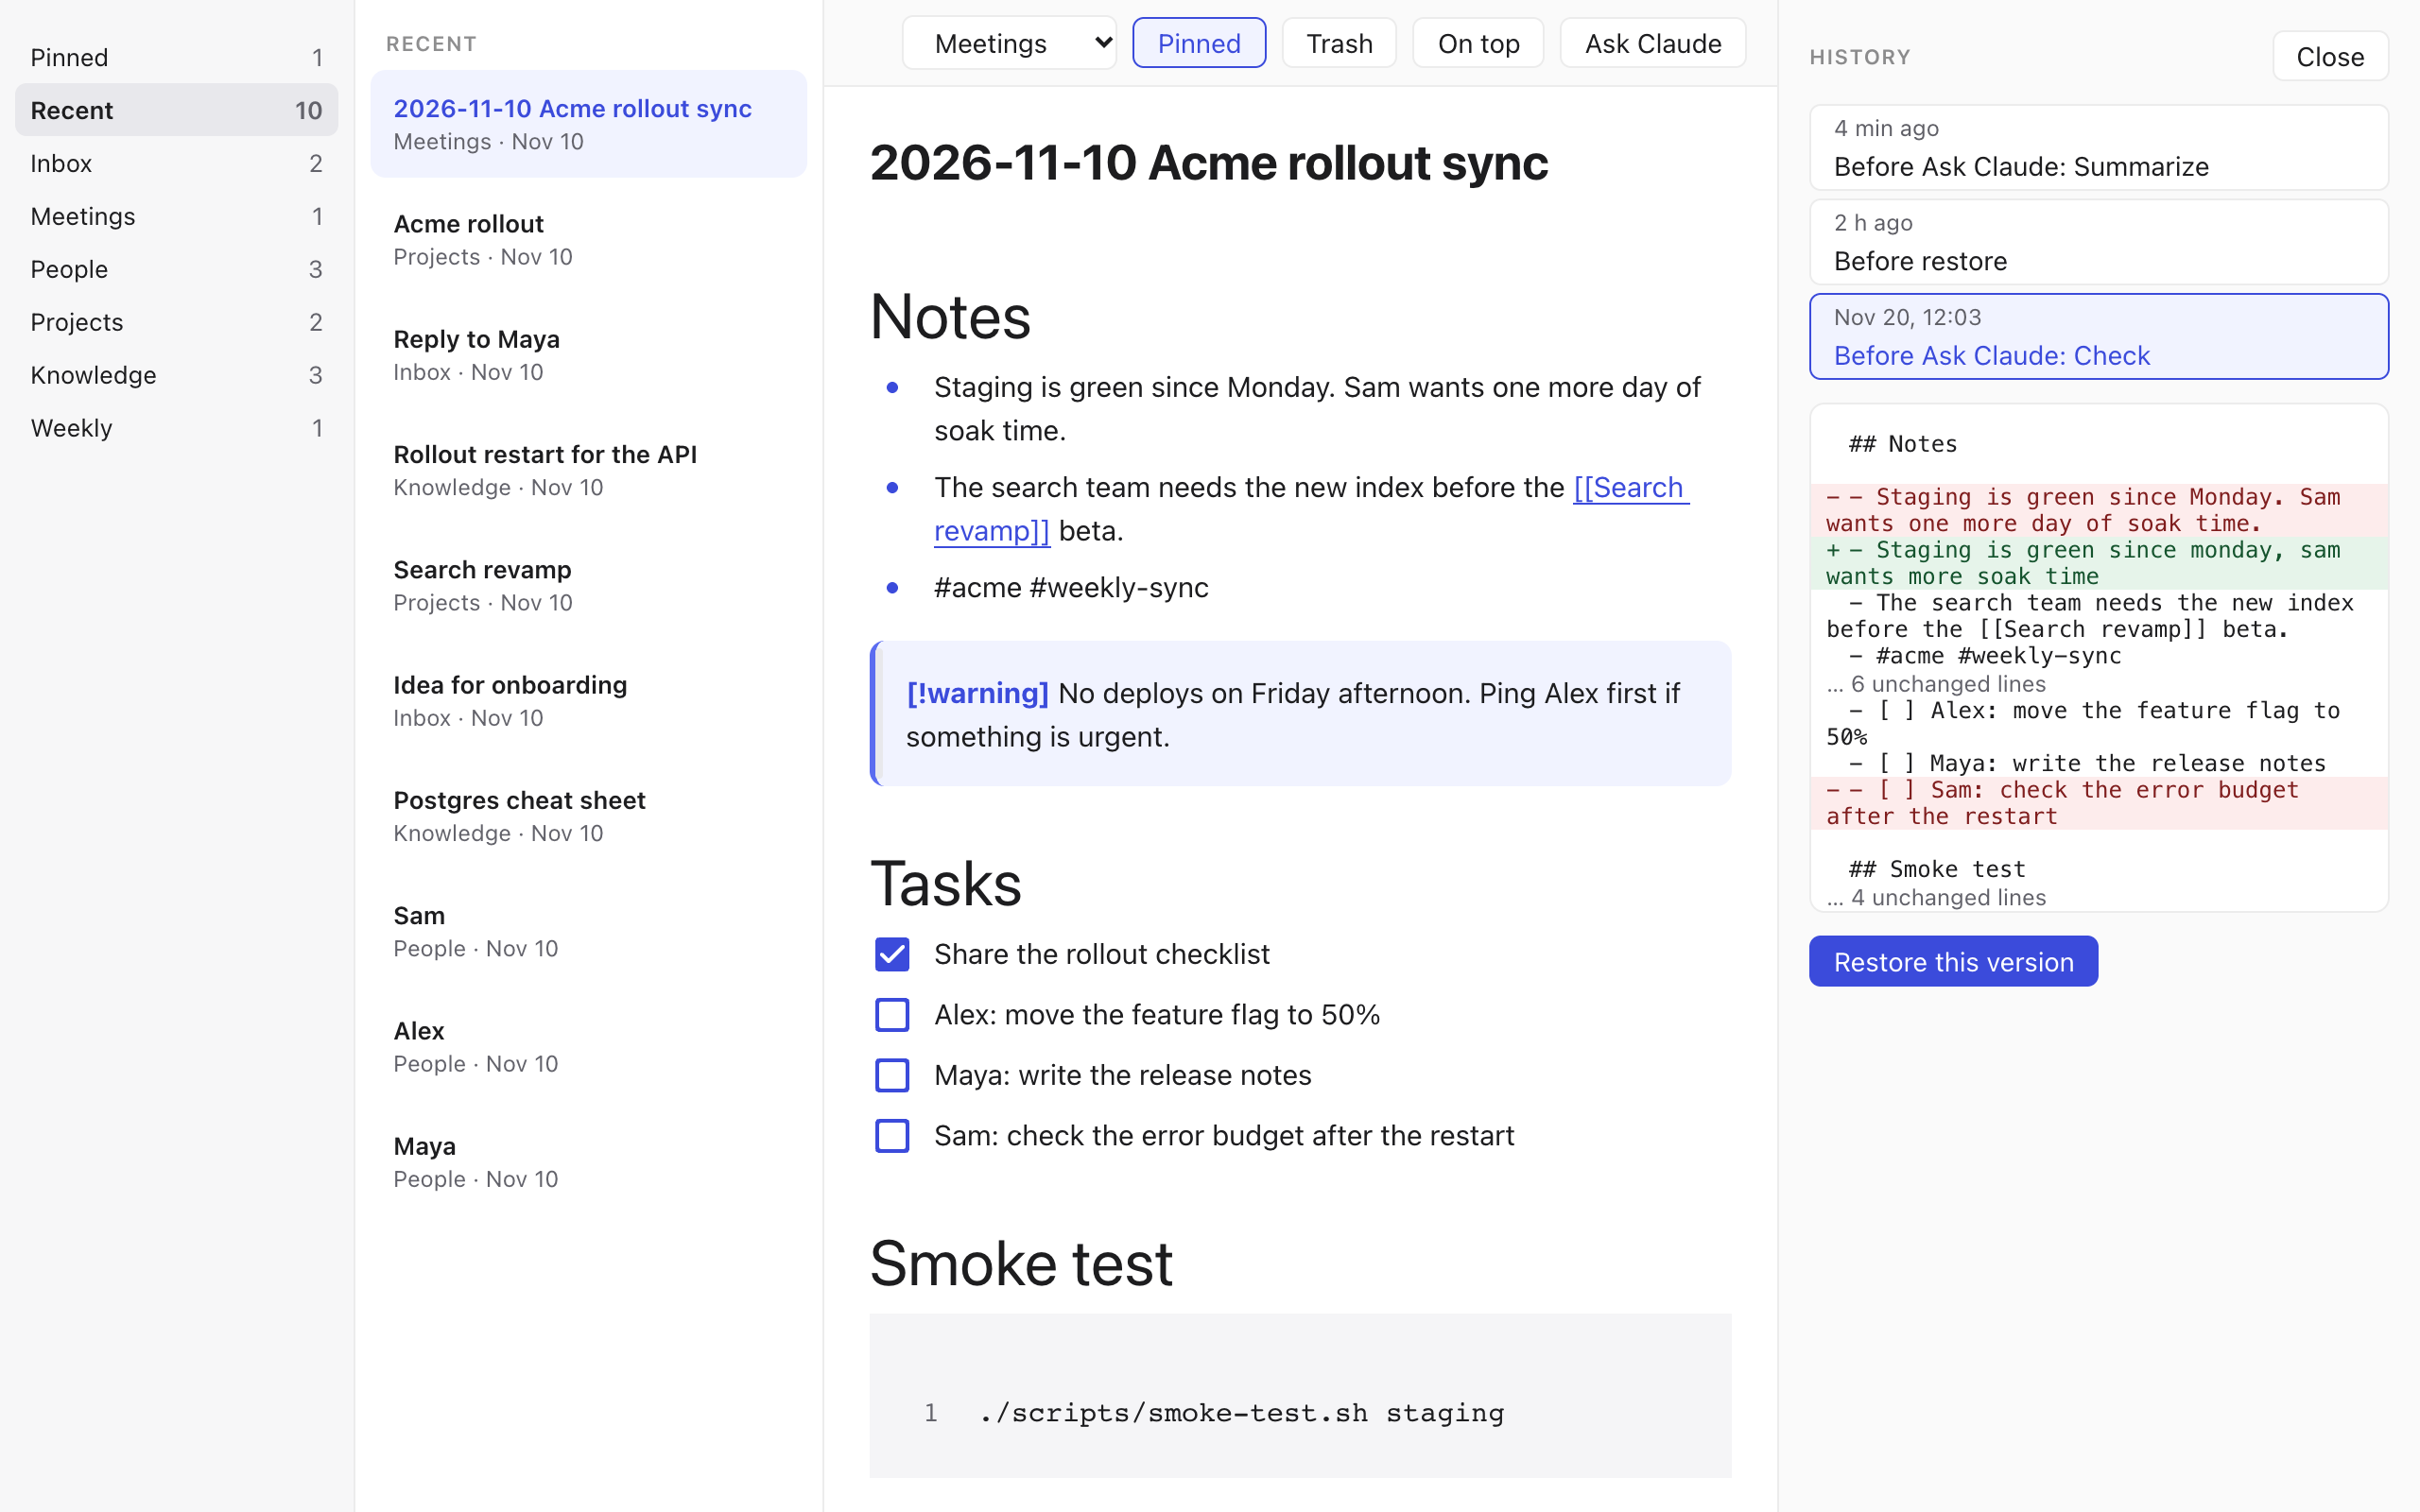 Pinned 1
Recent 10
Inbox 2
Meetings 1
People 3
Projects 2
Knowledge 3
Weekly 1
RECENT
2026-11-10 Acme rollout sync
Meetings · Nov 10
Acme rollout
Projects · Nov 10
Reply to Maya
Inbox · Nov 10
Rollout restart for the API
Knowledge · Nov 10
Search revamp
Projects · Nov 10
Idea for onboarding
Inbox · Nov 10
Postgres cheat sheet
Knowledge · Nov 10
Sam
People · Nov 10
Alex
People · Nov 10
Maya
People · Nov 10
Meetings Pinned Trash On top Ask Claude
2026-11-10 Acme rollout sync
Notes
Staging is green since Monday. Sam wants one more day of
soak time.
The search team needs the new index before the [[Search
revamp]] beta.
#acme #weekly-sync
[!warning] No deploys on Friday afternoon. Ping Alex first if
something is urgent.
Tasks
Share the rollout checklist
Alex: move the feature flag to 50%
Maya: write the release notes
Sam: check the error budget after the restart
Smoke test
1 ./scripts/smoke-test.sh staging
HISTORY Close
4 min ago
Before Ask Claude: Summarize
2 h ago
Before restore
Nov 20, 12:03
Before Ask Claude: Check
## Notes
− - Staging is green since Monday. Sam
wants one more day of soak time.
+ - Staging is green since monday, sam
wants more soak time
- The search team needs the new index
before the [[Search revamp]] beta.
- #acme #weekly-sync
… 6 unchanged lines
- [ ] Alex: move the feature flag to
50%
- [ ] Maya: write the release notes
− - [ ] Sam: check the error budget
after the restart
## Smoke test
… 4 unchanged lines
Restore this version